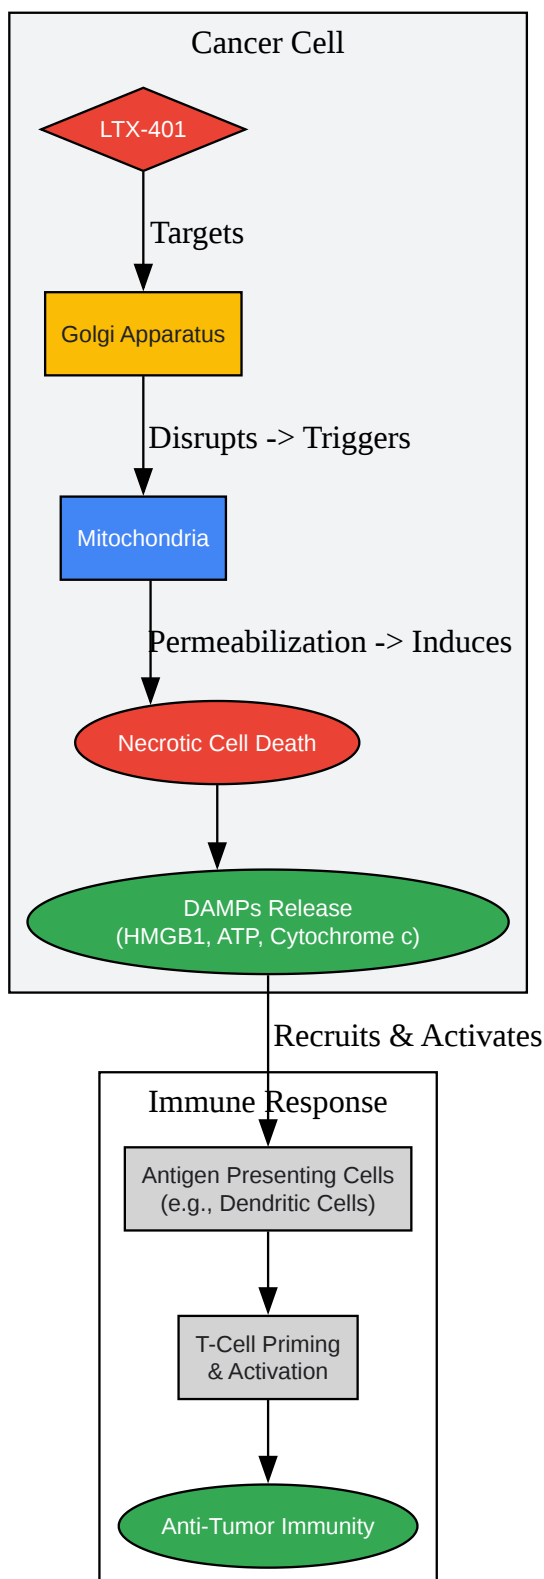 Cancer Cell
LTX-401
Targets
Golgi Apparatus
Disrupts -> Triggers
Mitochondria
Permeabilization -> Induces
Necrotic Cell Death
DAMPs Release
(HMGB1, ATP, Cytochrome c)
Recruits & Activates
Immune Response
Antigen Presenting Cells
(e.g., Dendritic Cells)
T-Cell Priming
& Activation
Anti-Tumor Immunity